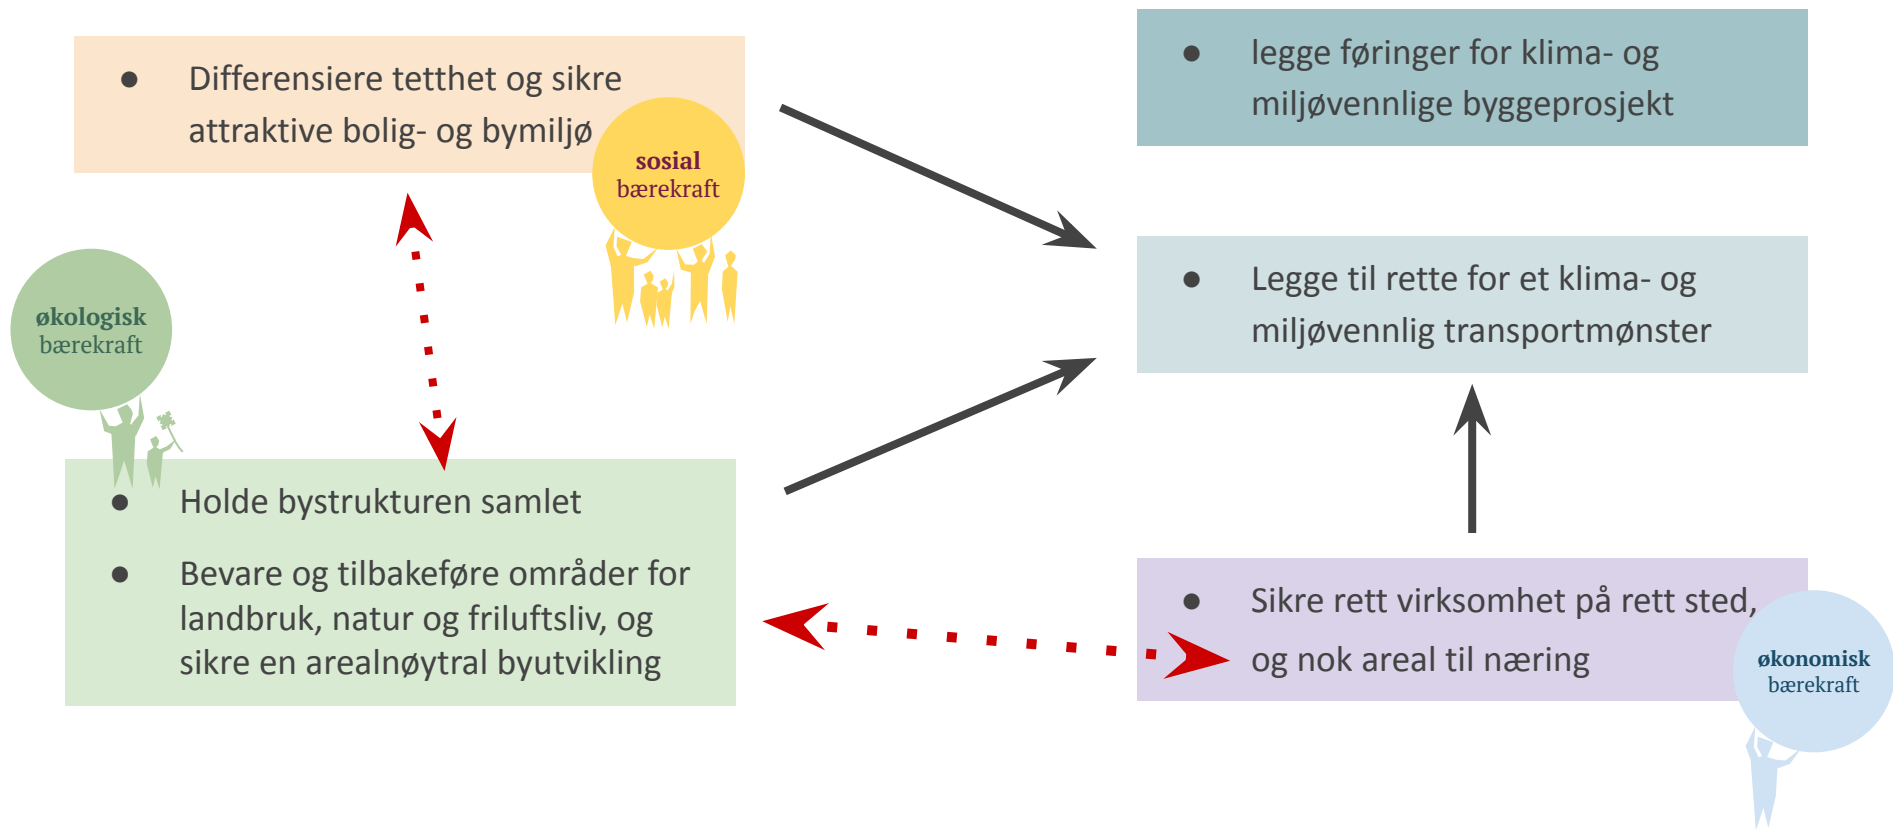 ● Differensiere tetthet og sikre
attraktive bolig- og bymiljø
sosial
bærekraft
økologisk
bærekraft
● Holde bystrukturen samlet
● Bevare og tilbakeføre områder for
landbruk, natur og friluftsliv, og
sikre en arealnøytral byutvikling
● legge føringer for klima- og
miljøvennlige byggeprosjekt
● Legge til rette for et klima- og
miljøvennlig transportmønster
● Sikre rett virksomhet på rett sted,
og nok areal til næring
økonomisk
bærekraft